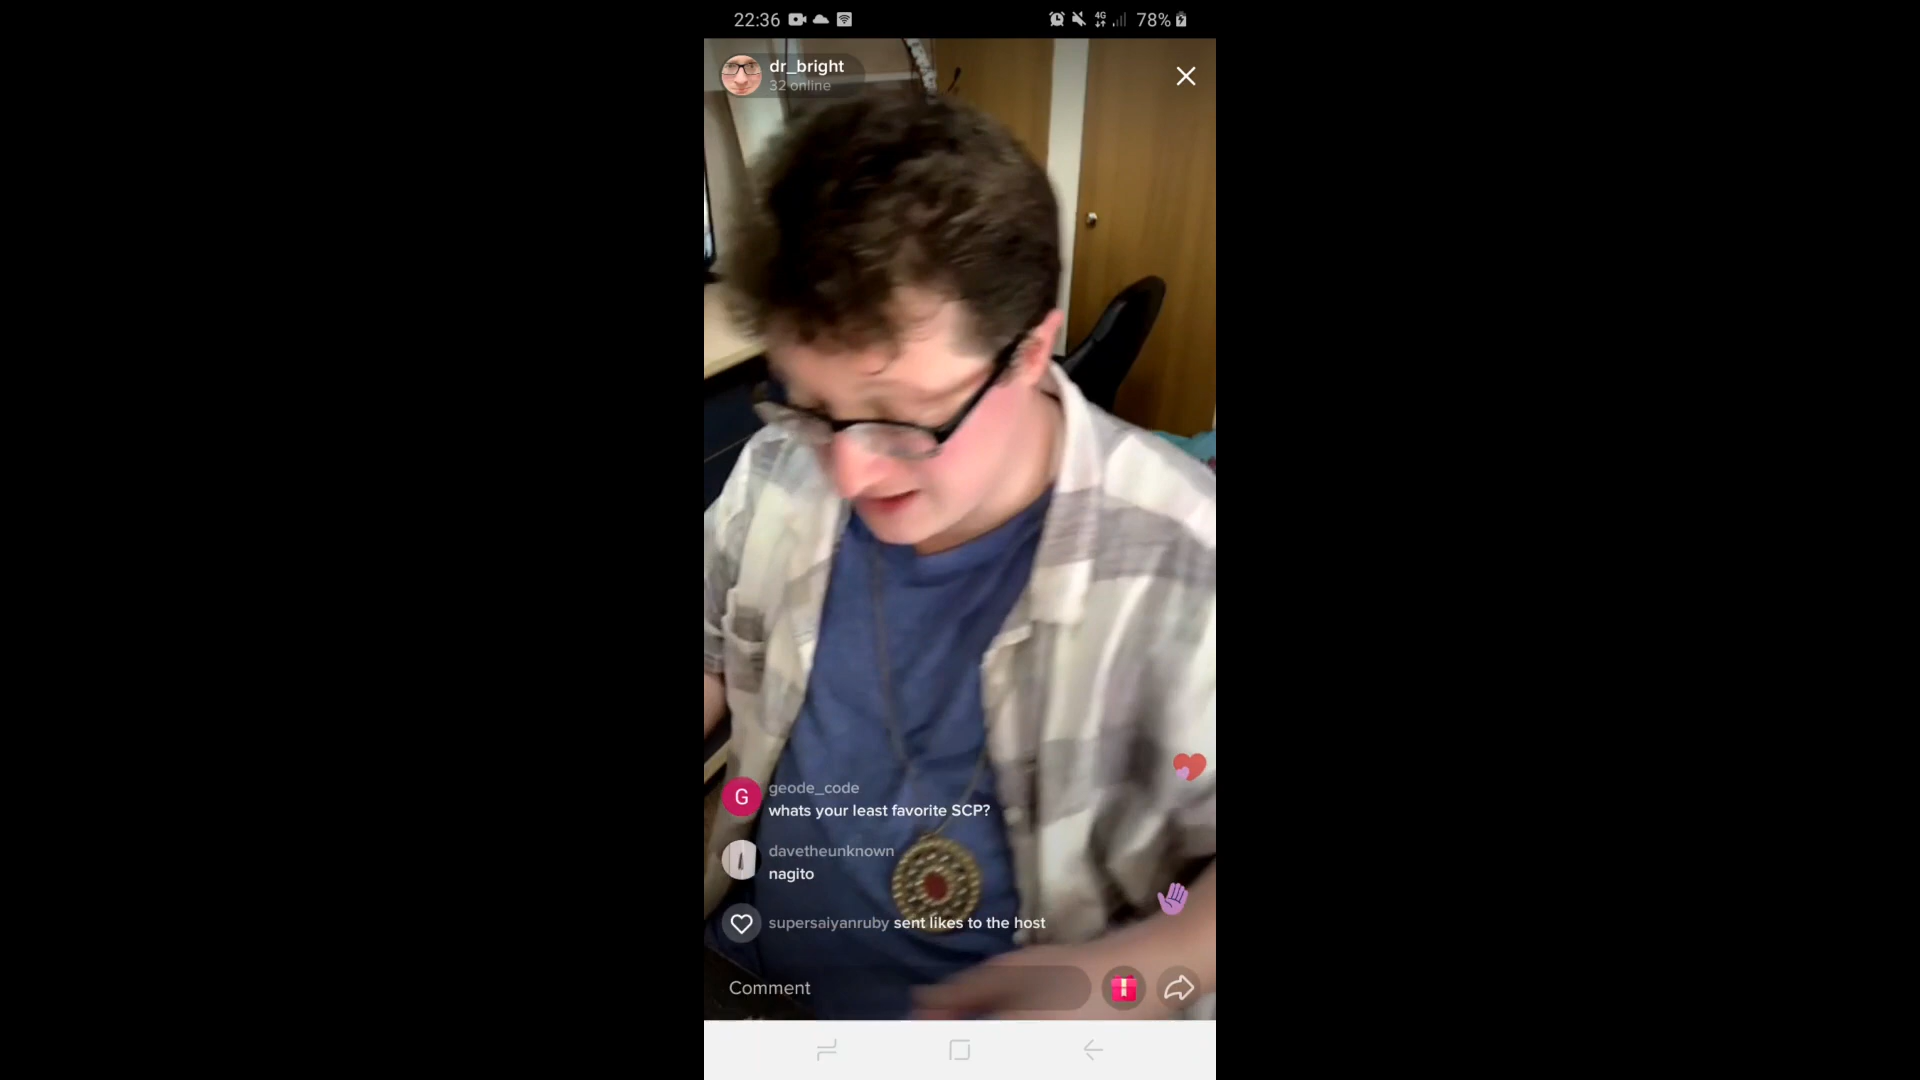 22:36
4G
78%
dr_bright
32 online
G
geode_code
whats your least favorite SCP?
davetheunknown
nagito
supersaiyanruby sent likes to the host
Comment